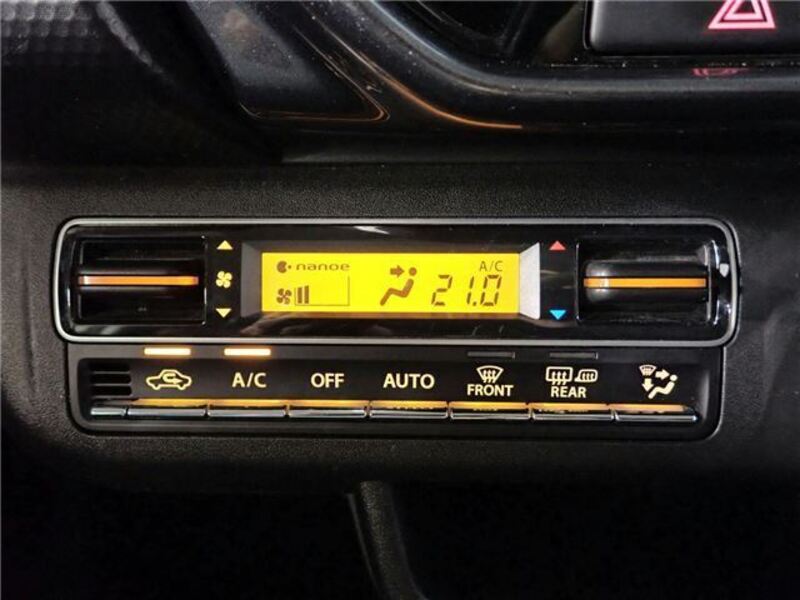 nanoe
A/C
21.0
A/C
OFF
AUTO
FRONT
REAR